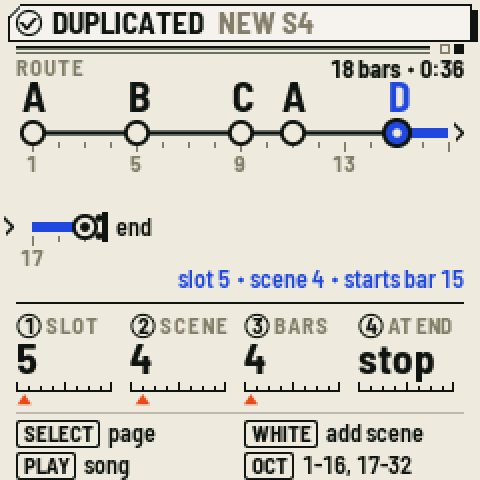 DUPLICATED NEW S4
ROUTE 18 bars • 0:36
A B C A D
1 5 9 13
end
17
slot 5 • scene 4 • starts bar 15
1 SLOT 2 SCENE 3 BARS 4 AT END
5 4 4 stop
SELECT page WHITE add scene
PLAY song OCT 1-16, 17-32